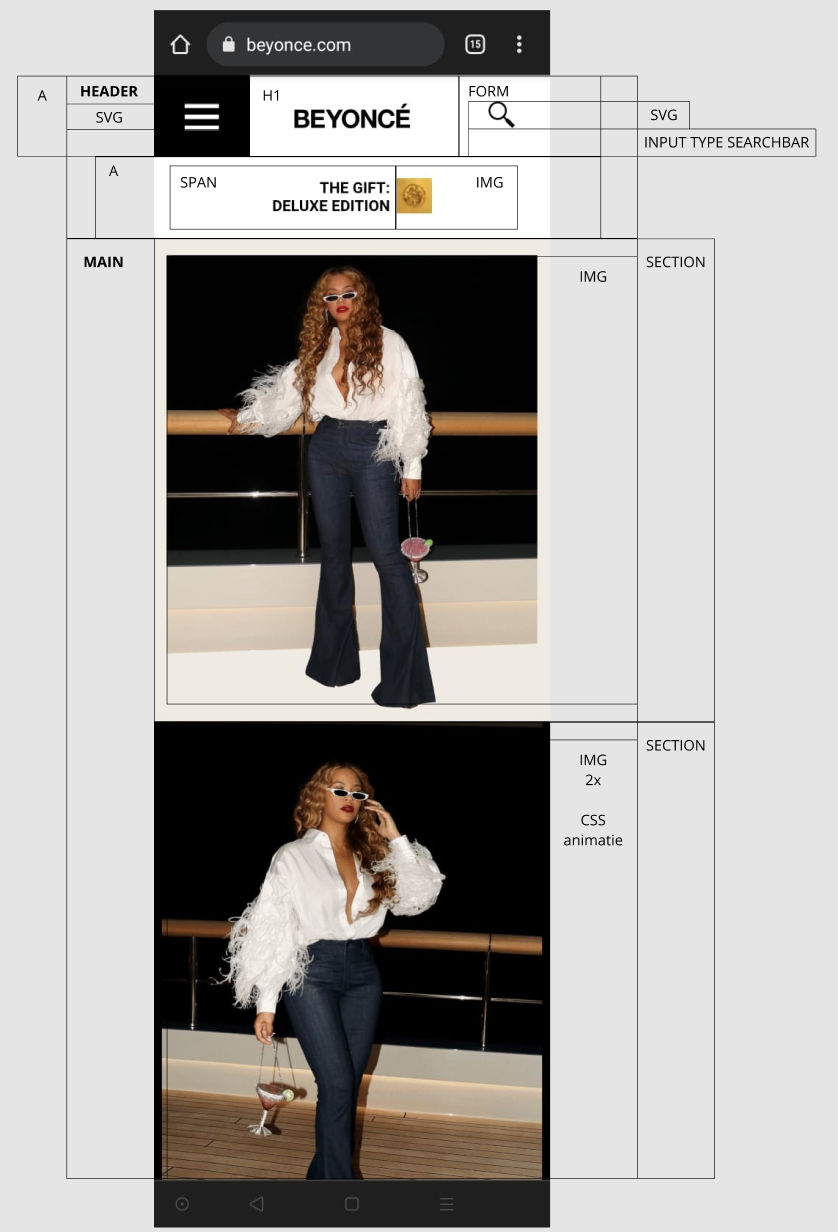 beyonce.com
15
A
HEADER
H1
FORM
BEYONCÉ
SVG
SVG
INPUT TYPE SEARCHBAR
A
SPAN
THE GIFT:
DELUXE EDITION
IMG
MAIN
IMG
SECTION
IMG
2x
SECTION
CSS
animatie